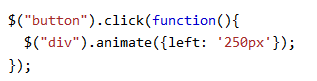 $("button").click(function(){
  $("div").animate({left: '250px'});
});